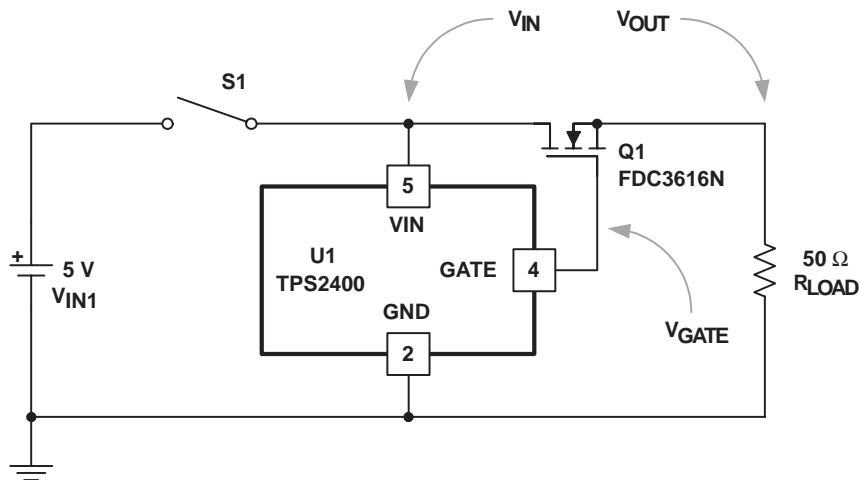 VIN
VOUT
S1
Q1
FDC3616N
5
VIN
U1
TPS2400
GATE
4
+
5 V
VIN1
50 Ω
RLOAD
GND
VGATE
2